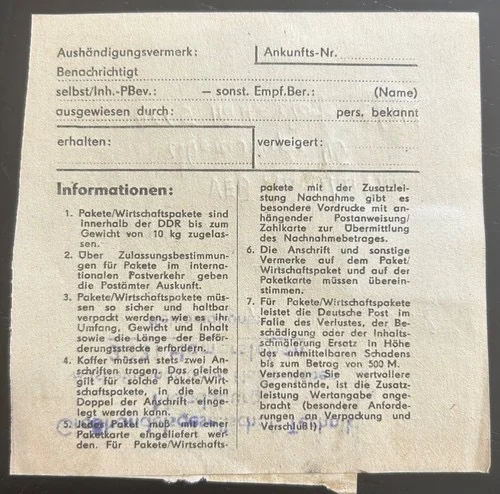 Aushändigungsvermerk:
Ankunfts-Nr.
Benachrichtigt
selbst/Inh.-PBev.: — sonst. Empf.Ber.: (Name)
ausgewiesen durch: pers. bekannt
erhalten:
verweigert:
Informationen:
1. Pakete/Wirtschaftspakete sind
innerhalb der DDR bis zum
Gewicht von 10 kg zugelas-
sen.
2. Über Zulassungsbestimmun-
gen für Pakete im interna-
tionalen Postverkehr geben
die Postämter Auskunft.
3. Pakete/Wirtschaftspakete müs-
sen so sicher und haltbar
verpackt werden, wie es ihr
Umfang, Gewicht und Inhalt
sowie die Länge der Beför-
derungsstrecke erfordern.
4. Koffer müssen stets zwei An-
schriften tragen. Das gleiche
gilt für solche Pakete/Wirt-
schaftspakete, in die kein
Doppel der Anschrift einge-
legt werden kann.
5. Jedes Paket muß mit einer
Paketkarte eingeliefert wer-
den. Für Pakete/Wirtschafts-
pakete mit der Zusatzlei-
stung Nachnahme gibt es
besondere Vordrucke mit an-
hängender Postanweisung/
Zahlkarte zur Übermittlung
des Nachnahmebetrages.
6. Die Anschrift und sonstige
Vermerke auf dem Paket/
Wirtschaftspaket und auf der
Paketkarte müssen überein-
stimmen.
7. Für Pakete/Wirtschaftspakete
leistet die Deutsche Post im
Falle des Verlustes, der Be-
schädigung oder der Inhalts-
schmälerung Ersatz in Höhe
des unmittelbaren Schadens
bis zum Betrag von 500 M.
Versenden Sie wertvollere
Gegenstände, ist die Zusatz-
leistung Wertangabe ange-
bracht (besondere Anforde-
rungen an Verpackung und
Verschluß!).